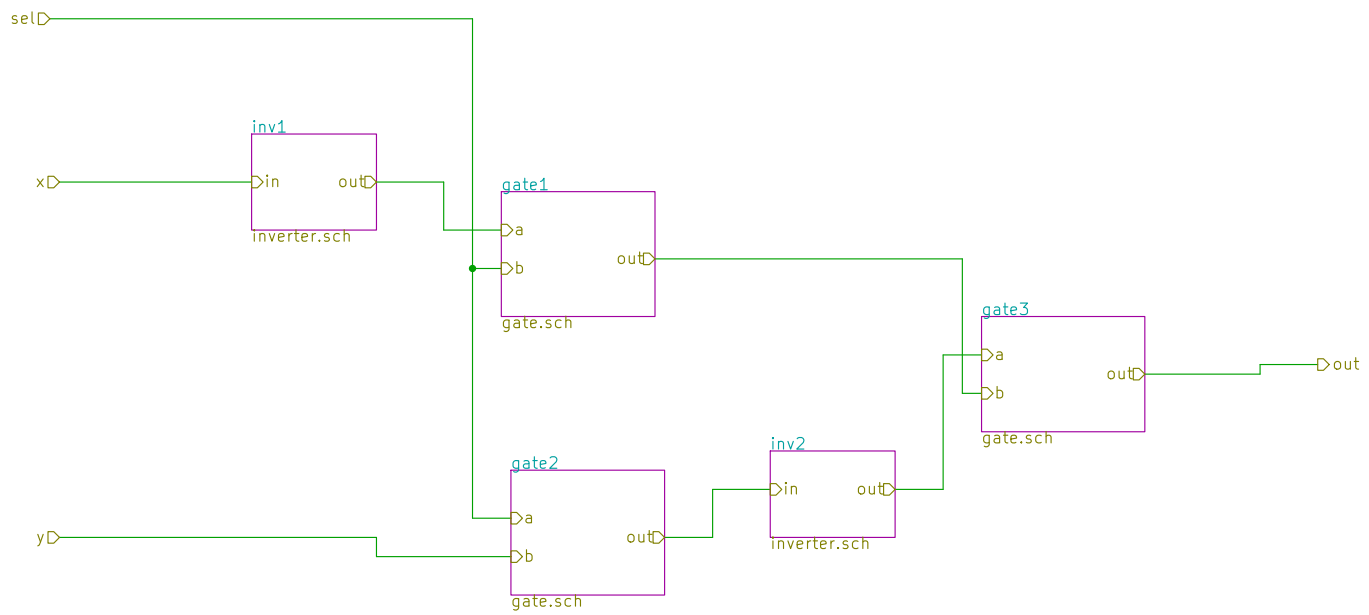 sel
inv1
x
in
out
inverter.sch
gate1
a
b
out
gate.sch
gate3
a
b
out
gate.sch
out
inv2
in
out
inverter.sch
gate2
a
b
out
gate.sch
y